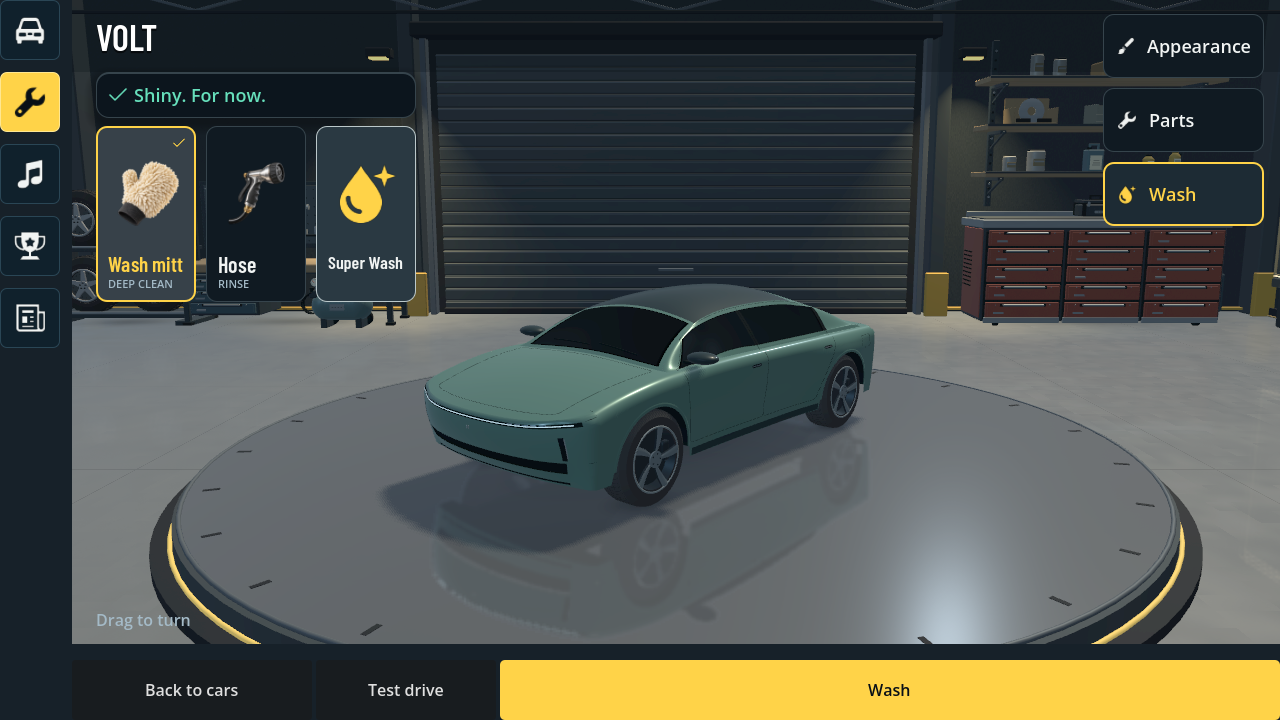 VOLT
Shiny. For now.
Wash mitt
DEEP CLEAN
Hose
RINSE
Super Wash
Appearance
Parts
Wash
Drag to turn
Back to cars
Test drive
Wash